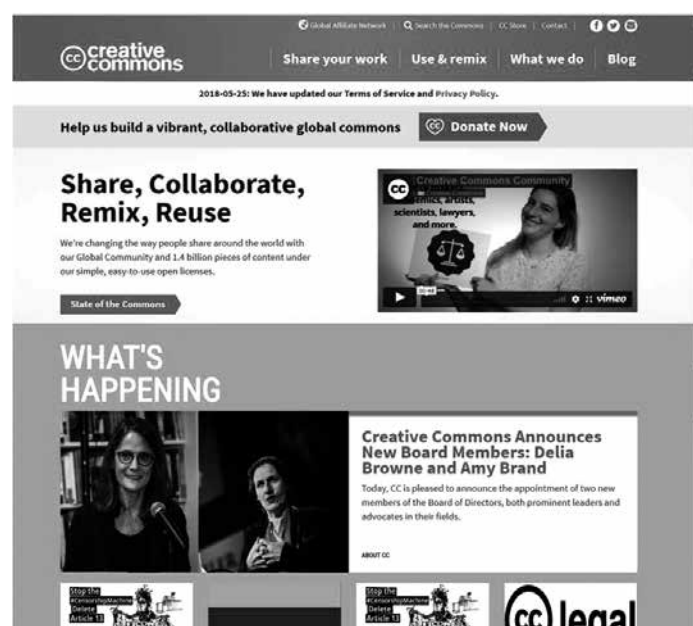 Global Affiliate Network | Search the Commons | CC Store | Contact |
cc creative commons
Share your work | Use & remix | What we do | Blog
2018-05-25: We have updated our Terms of Service and Privacy Policy.
Help us build a vibrant, collaborative global commons
Donate Now
Share, Collaborate,
Remix, Reuse
We're changing the way people share around the world with
our Global Community and 1.4 billion pieces of content under
our simple, easy-to-use open licenses.
State of the Commons
cc
Creative Commons Community
scientists, lawyers,
and more.
00:48
vimeo
WHAT'S
HAPPENING
Creative Commons Announces
New Board Members: Delia
Browne and Amy Brand
Today, CC is pleased to announce the appointment of two new
members of the Board of Directors, both prominent leaders and
advocates in their fields.
ABOUT CC
Stop the
#CensorshipMachine
Delete
Article 13
Stop the
#CensorshipMachine
Delete
Article 13
cc legal